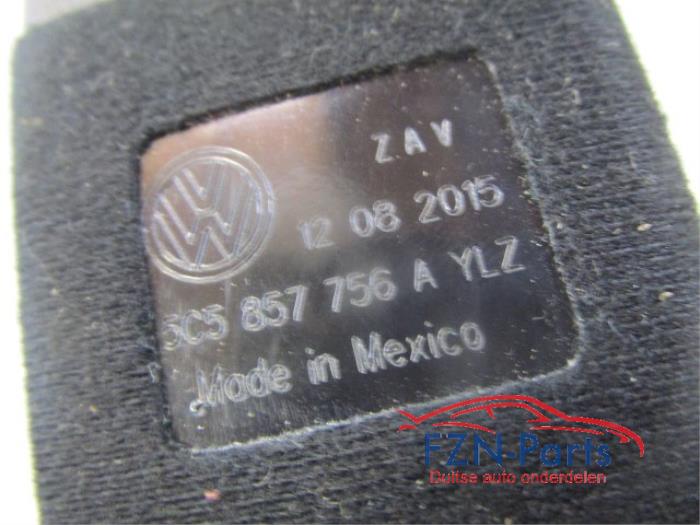 ZAV
12 08 2015
5C5 857 756 A YLZ
Made in Mexico
FZN-Parts
Duitse auto onderdelen